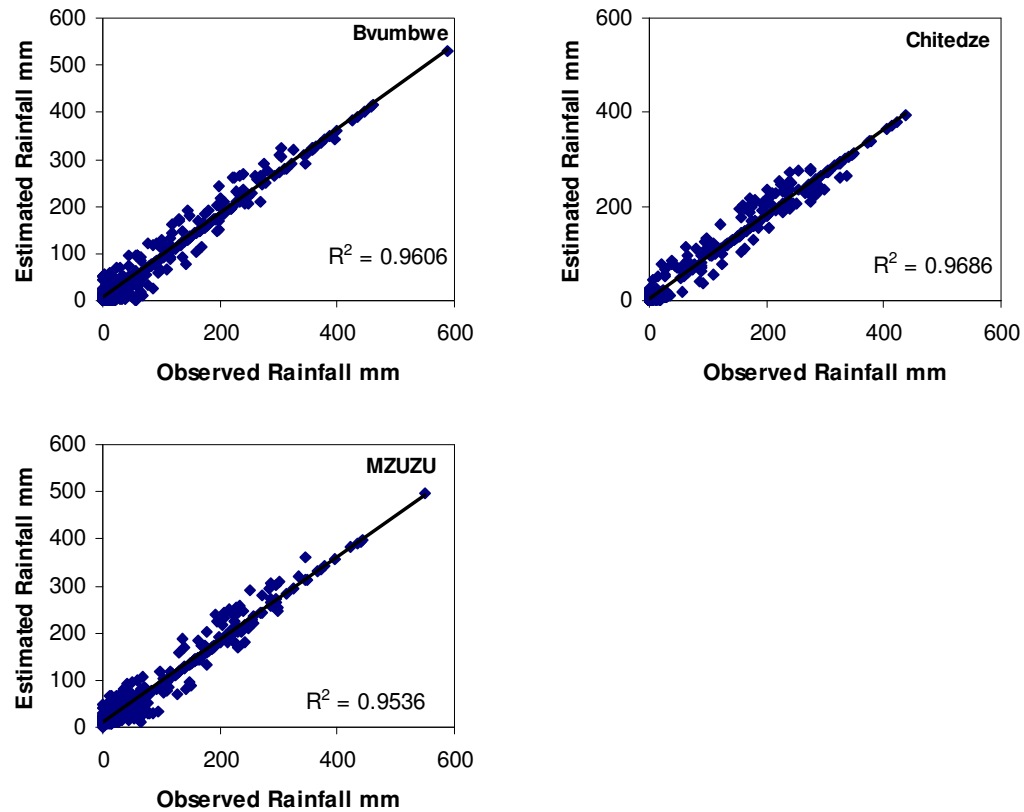 Bvumbwe
Estimated Rainfall mm
600
500
400
300
200
100
0
R² = 0.9606
0 200 400 600
Observed Rainfall mm
Chitedze
Estimated Rainfall mm
600
400
200
0
R² = 0.9686
0 200 400 600
Observed Rainfall mm
MZUZU
Estimated Rainfall mm
600
500
400
300
200
100
0
R² = 0.9536
0 200 400 600
Observed Rainfall mm